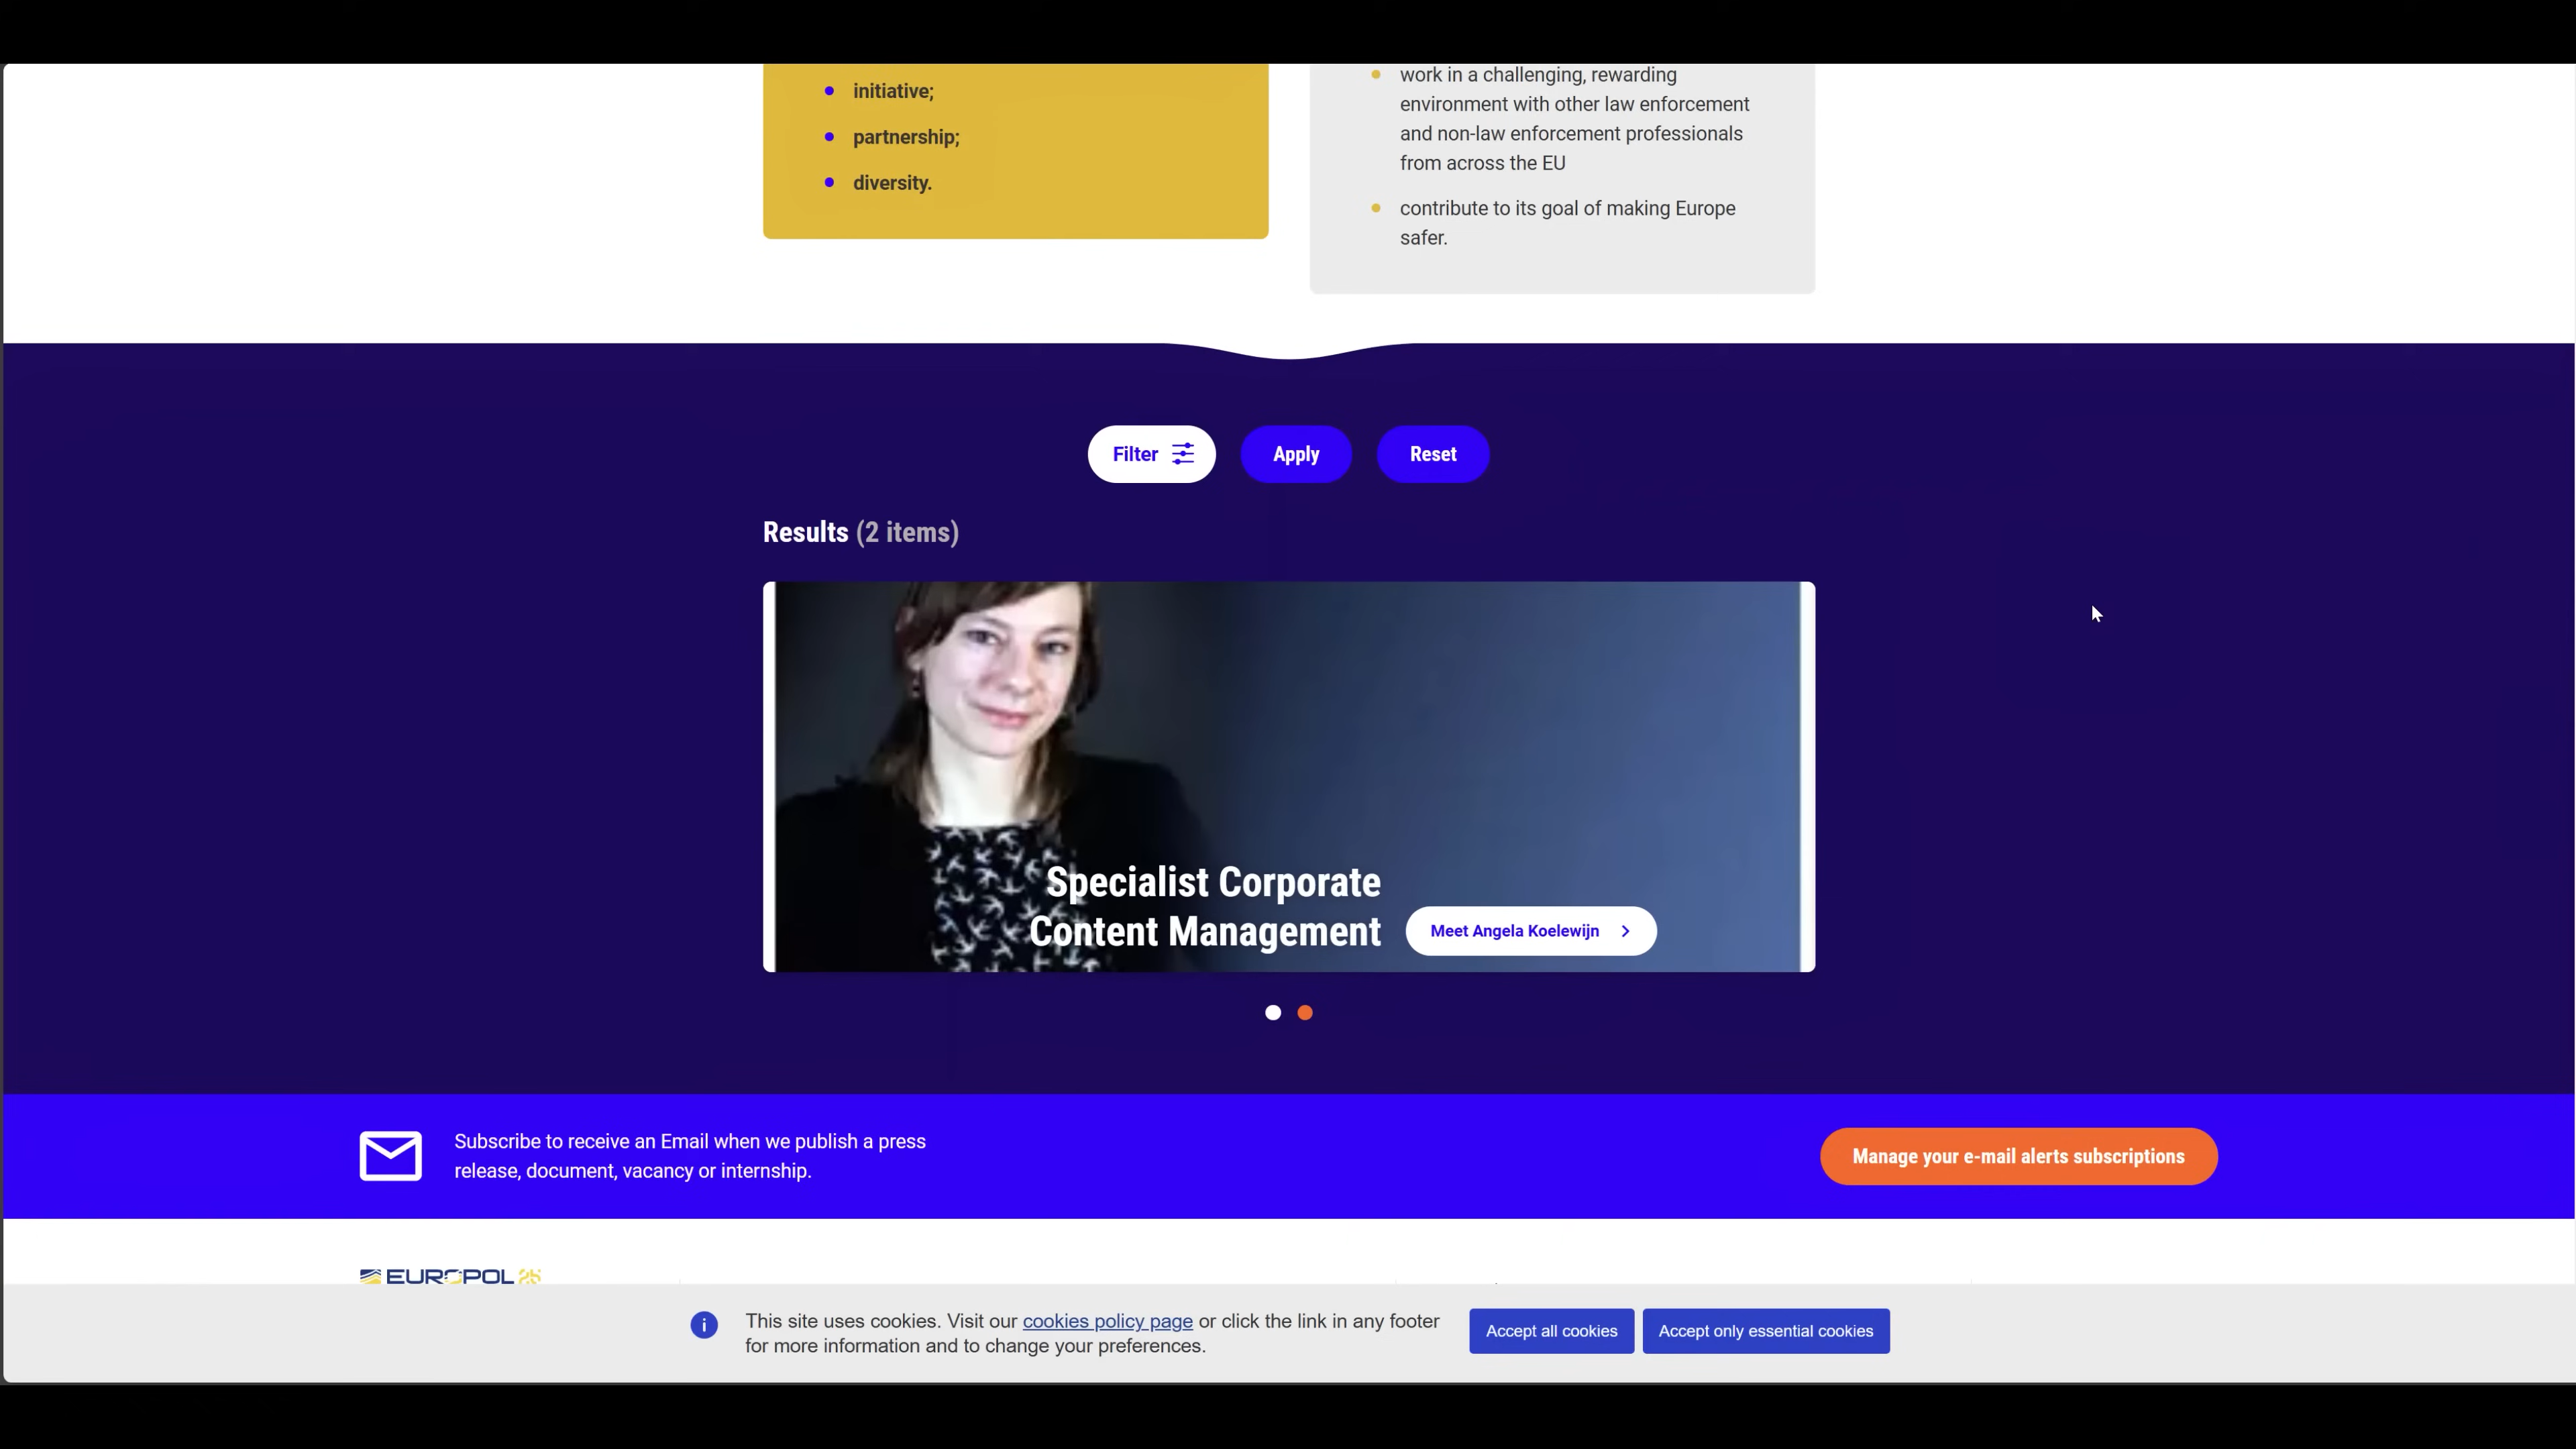 initiative;
partnership;
diversity.
work in a challenging, rewarding
environment with other law enforcement
and non-law enforcement professionals
from across the EU
contribute to its goal of making Europe
safer.
Filter
Apply
Reset
Results (2 items)
Specialist Corporate
Content Management
Meet Angela Koelewijn
Subscribe to receive an Email when we publish a press
release, document, vacancy or internship.
Manage your e-mail alerts subscriptions
EUROPOL 25
This site uses cookies. Visit our cookies policy page or click the link in any footer
for more information and to change your preferences.
Accept all cookies
Accept only essential cookies